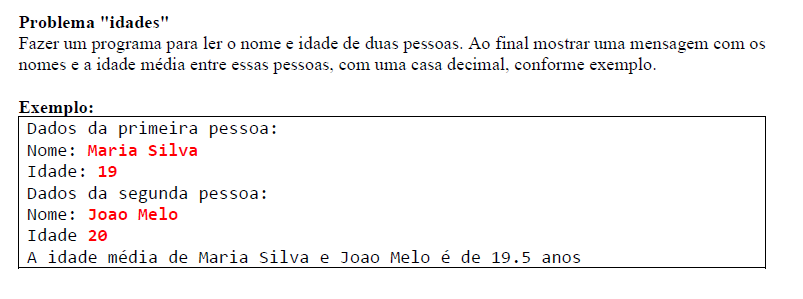 Problema "idades"
Fazer um programa para ler o nome e idade de duas pessoas. Ao final mostrar uma mensagem com os
nomes e a idade média entre essas pessoas, com uma casa decimal, conforme exemplo.
Exemplo:
Dados da primeira pessoa:
Nome: Maria Silva
Idade: 19
Dados da segunda pessoa:
Nome: Joao Melo
Idade 20
A idade média de Maria Silva e Joao Melo é de 19.5 anos